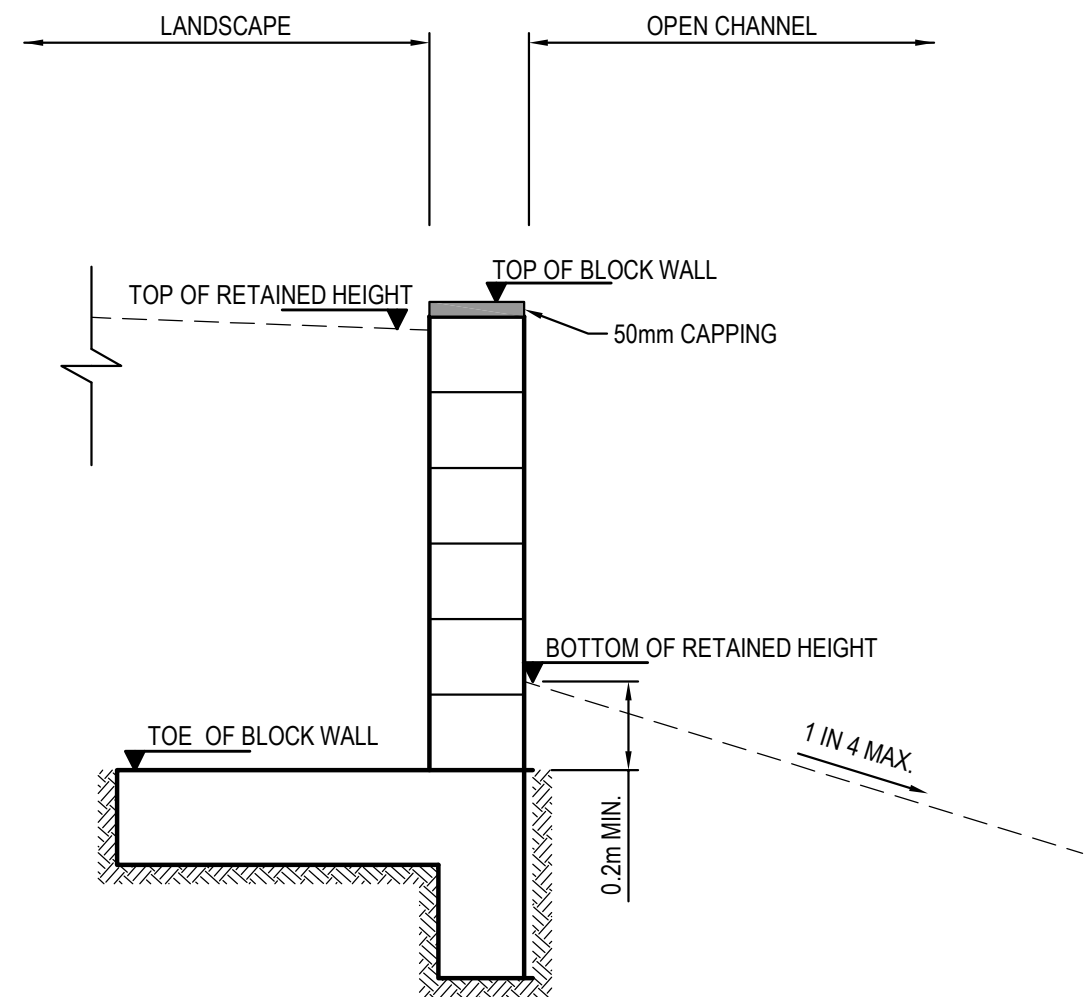 LANDSCAPE
OPEN CHANNEL
TOP OF BLOCK WALL
TOP OF RETAINED HEIGHT
50mm CAPPING
BOTTOM OF RETAINED HEIGHT
TOE OF BLOCK WALL
1 IN 4 MAX.
0.2m MIN.